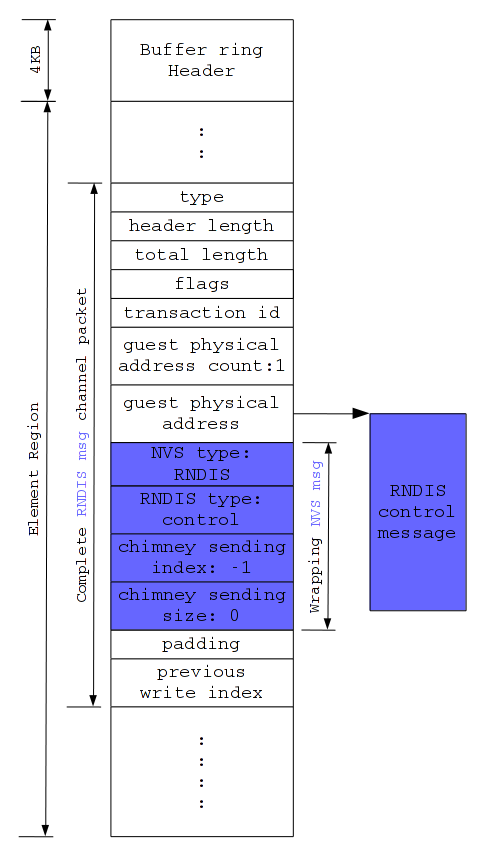 4KB
Buffer ring
Header
:
:
type
header length
total length
flags
transaction id
guest physical
address count:1
guest physical
address
NVS type:
RNDIS
RNDIS type:
control
chimney sending
index: -1
chimney sending
size: 0
padding
previous
write index
:
:
:
:
Element Region
Complete RNDIS msg channel packet
Wrapping NVS msg
RNDIS
control
message